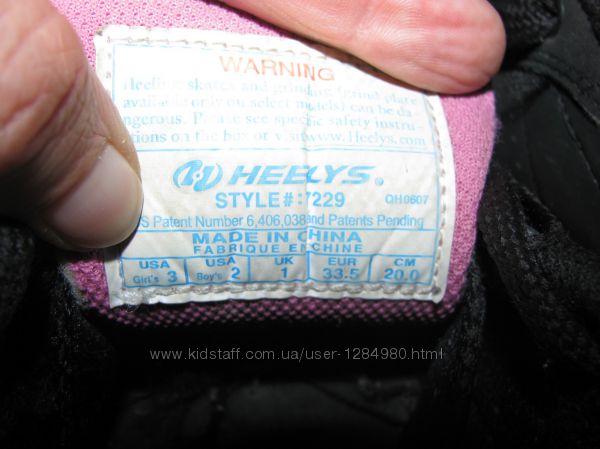 WARNING
Heeling skates and grinding (grind plate
available only on select models) can be da-
ngerous. Please see specific safety instru-
tions on the box or visit www.Heelys.com
HEELYS.
STYLE#:7229 QH0607
S Patent Number 6,406,038 and Patents Pending
MADE IN CHINA
FABRIQUE EN CHINE
USA USA UK EUR CM
Girl's 3 Boy's 2 1 33.5 20.0
www.kidstaff.com.ua/user-1284980.html